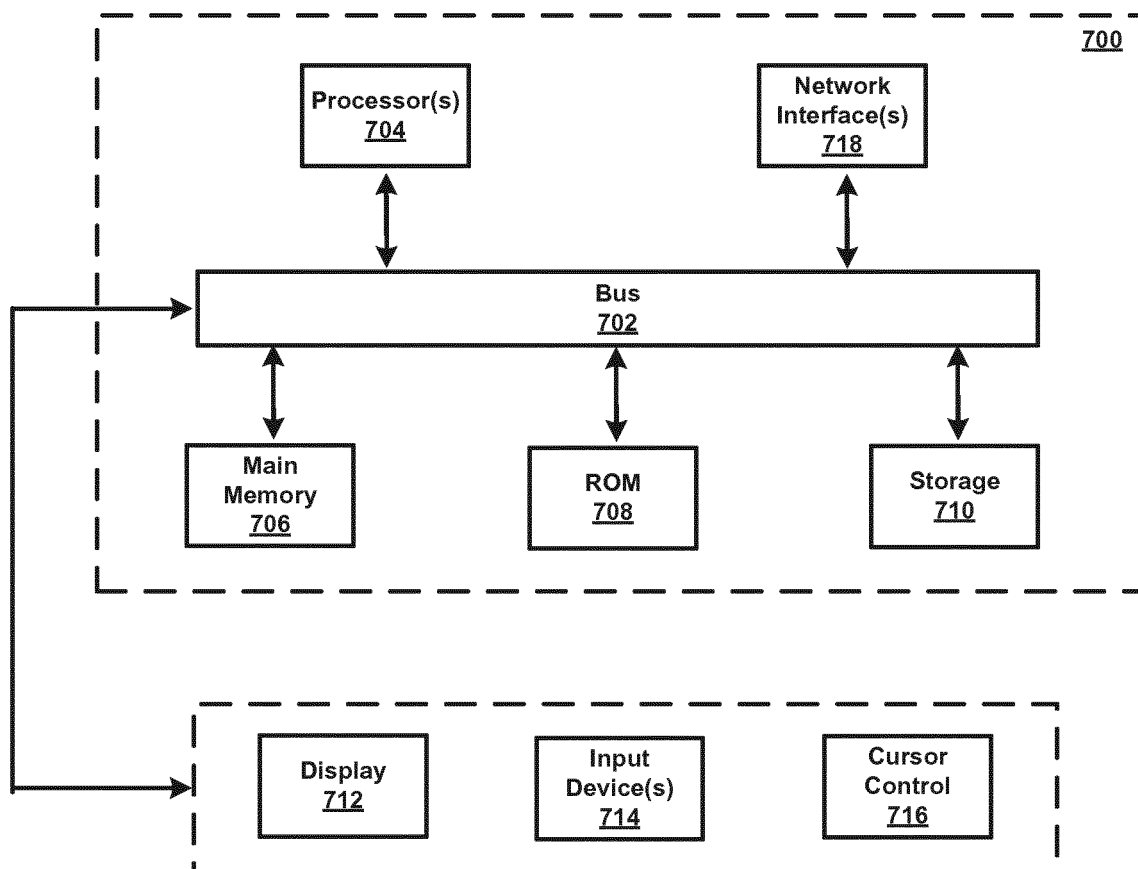 700
Processor(s)
704
Network
Interface(s)
718
Bus
702
Main
Memory
706
ROM
708
Storage
710
Display
712
Input
Device(s)
714
Cursor
Control
716